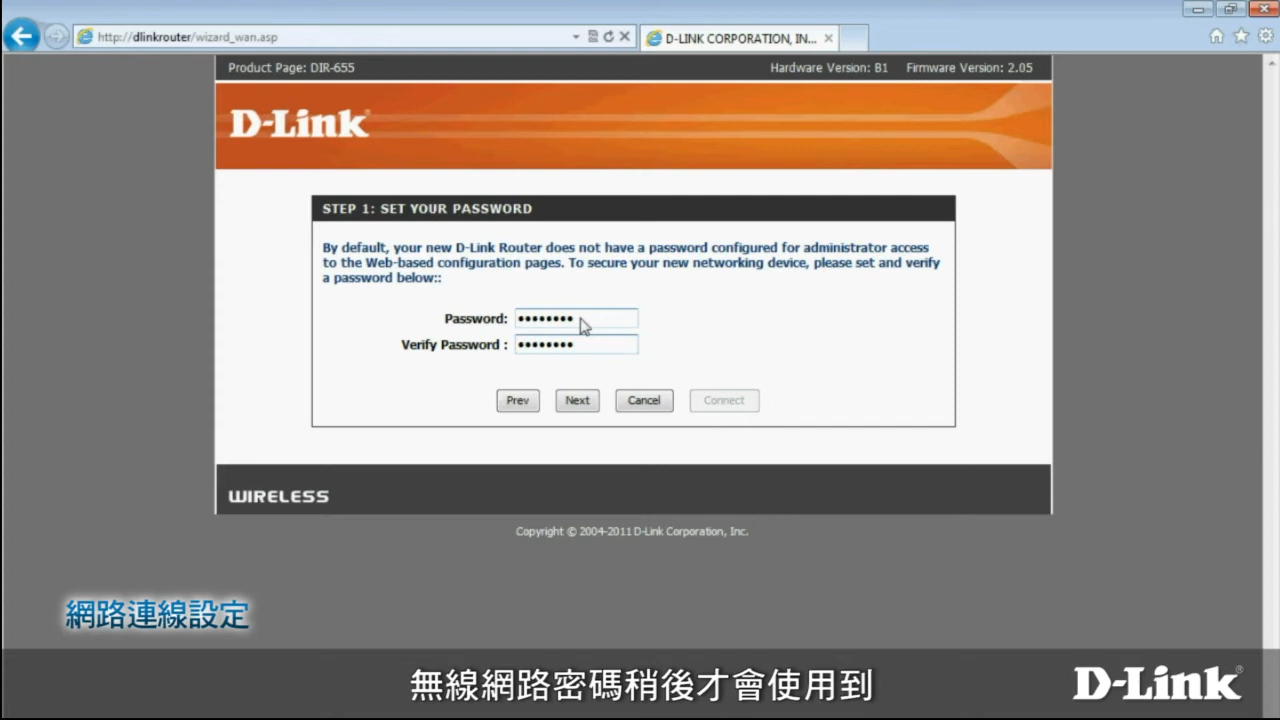 http://dlinkrouter/wizard_wan.asp
D-LINK CORPORATION, IN...
Product Page: DIR-655
Hardware Version: B1
Firmware Version: 2.05
D-Link
STEP 1: SET YOUR PASSWORD
By default, your new D-Link Router does not have a password configured for administrator access
to the Web-based configuration pages. To secure your new networking device, please set and verify
a password below::
Password: ••••••••
Verify Password : ••••••••
Prev
Next
Cancel
Connect
WIRELESS
Copyright © 2004-2011 D-Link Corporation, Inc.
網路連線設定
無線網路密碼稍後才會使用到
D-Link®